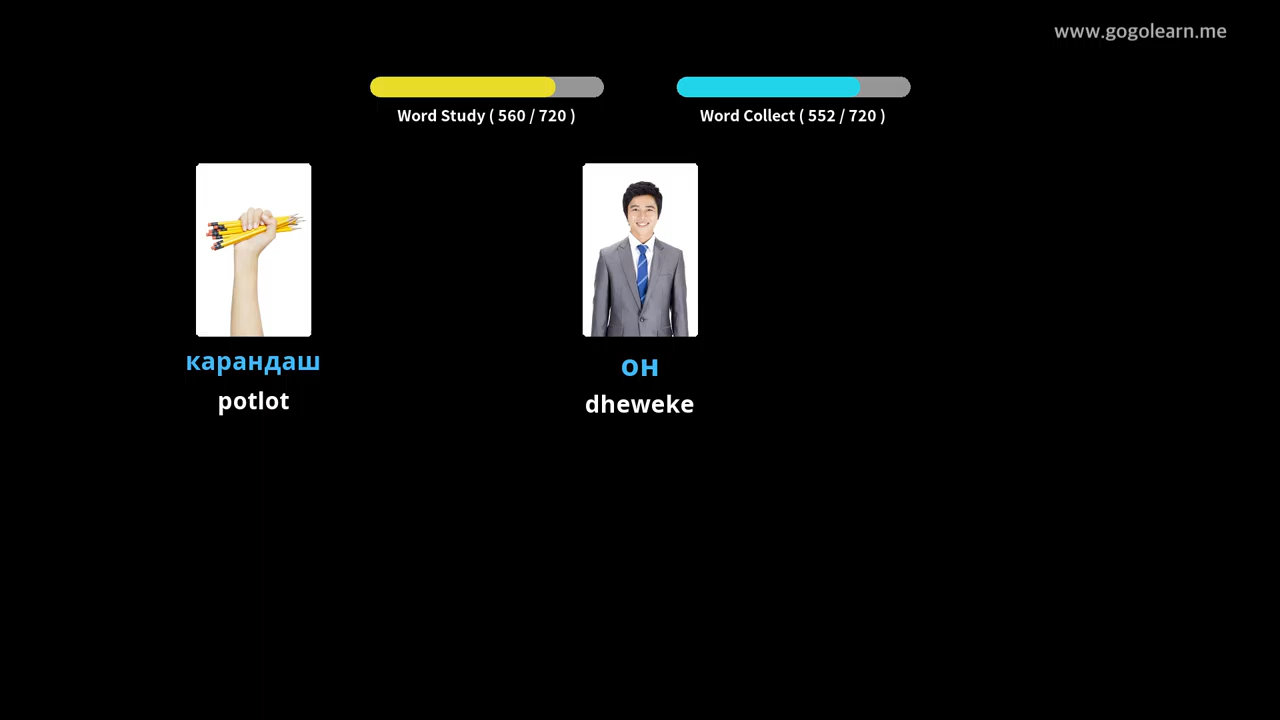 www.gogolearn.me
Word Study ( 560 / 720 )
Word Collect ( 552 / 720 )
карандаш
potlot
он
dheweke